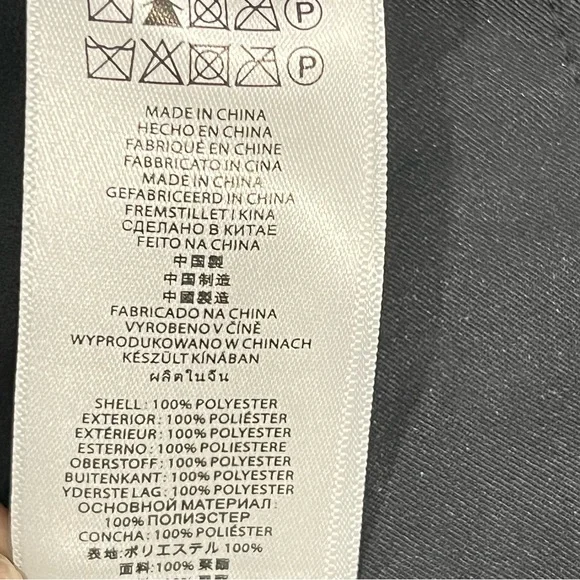 P
P
MADE IN CHINA
HECHO EN CHINA
FABRIQUÉ EN CHINE
FABBRICATO IN CINA
MADE IN CHINA
GEFABRICEERD IN CHINA
FREMSTILLET I KINA
СДЕЛАНО В КИТАЕ
FEITO NA CHINA
中国製
中国制造
中國製造
FABRICADO NA CHINA
VYROBENO V ČÍNĚ
WYPRODUKOWANO W CHINACH
KÉSZÜLT KÍNÁBAN
ผลิตในจีน
SHELL: 100% POLYESTER
EXTERIOR: 100% POLIÉSTER
EXTÉRIEUR: 100% POLYESTER
ESTERNO: 100% POLIESTERE
OBERSTOFF: 100% POLYESTER
BUITENKANT: 100% POLYESTER
YDERSTE LAG: 100% POLYESTER
ОСНОВНОЙ МАТЕРИАЛ:
100% ПОЛИЭСТЕР
CONCHA: 100% POLIÉSTER
表地:ポリエステル 100%
面料:100% 聚酯